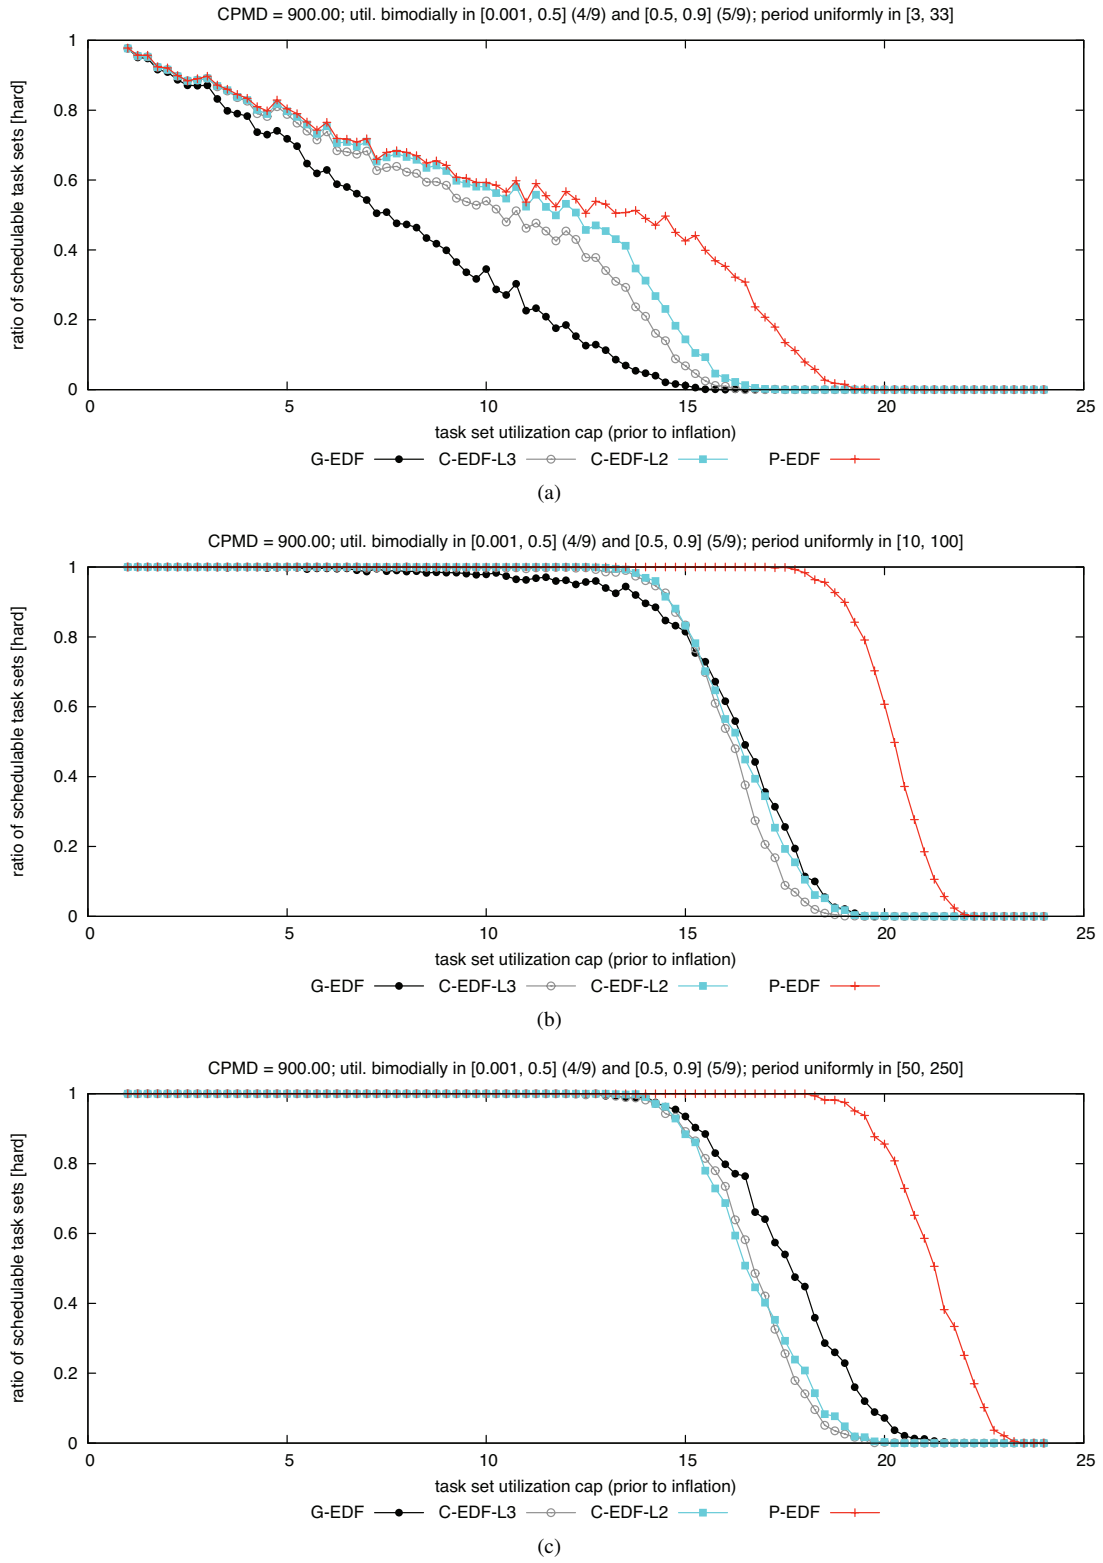 CPMD = 900.00; util. bimodially in [0.001, 0.5] (4/9) and [0.5, 0.9] (5/9); period uniformly in [3, 33]
ratio of schedulable task sets [hard]
1
0.8
0.6
0.4
0.2
0
0 5 10 15 20 25
task set utilization cap (prior to inflation)
G-EDF C-EDF-L3 C-EDF-L2 P-EDF
(a)
CPMD = 900.00; util. bimodially in [0.001, 0.5] (4/9) and [0.5, 0.9] (5/9); period uniformly in [10, 100]
ratio of schedulable task sets [hard]
1
0.8
0.6
0.4
0.2
0
0 5 10 15 20 25
task set utilization cap (prior to inflation)
G-EDF C-EDF-L3 C-EDF-L2 P-EDF
(b)
CPMD = 900.00; util. bimodially in [0.001, 0.5] (4/9) and [0.5, 0.9] (5/9); period uniformly in [50, 250]
ratio of schedulable task sets [hard]
1
0.8
0.6
0.4
0.2
0
0 5 10 15 20 25
task set utilization cap (prior to inflation)
G-EDF C-EDF-L3 C-EDF-L2 P-EDF
(c)